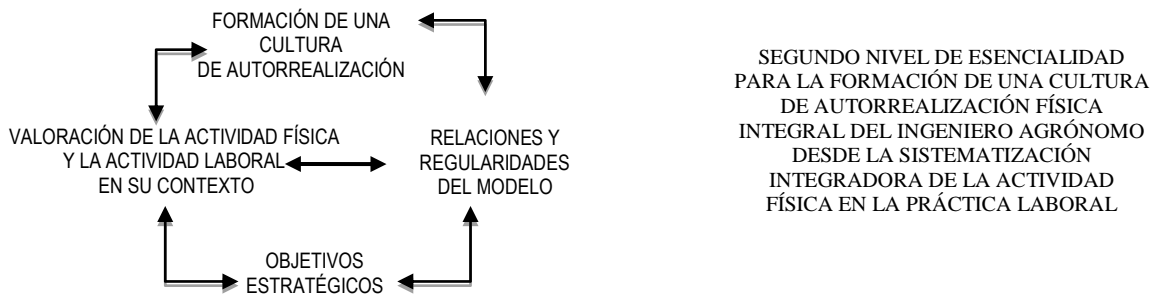 FORMACIÓN DE UNA
CULTURA
DE AUTORREALIZACIÓN
VALORACIÓN DE LA ACTIVIDAD FÍSICA
Y LA ACTIVIDAD LABORAL
EN SU CONTEXTO
RELACIONES Y
REGULARIDADES
DEL MODELO
OBJETIVOS
ESTRATÉGICOS
SEGUNDO NIVEL DE ESENCIALIDAD
PARA LA FORMACIÓN DE UNA CULTURA
DE AUTORREALIZACIÓN FÍSICA
INTEGRAL DEL INGENIERO AGRÓNOMO
DESDE LA SISTEMATIZACIÓN
INTEGRADORA DE LA ACTIVIDAD
FÍSICA EN LA PRÁCTICA LABORAL